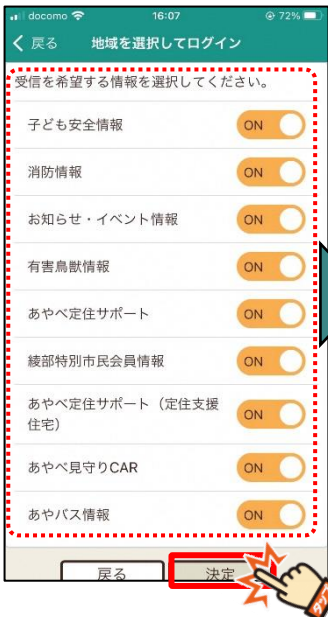 docomo 16:07 72%
戻る 地域を選択してログイン
受信を希望する情報を選択してください。
子ども安全情報 ON
消防情報 ON
お知らせ・イベント情報 ON
有害鳥獣情報 ON
あやべ定住サポート ON
綾部特別市民会員情報 ON
あやべ定住サポート（定住支援
住宅） ON
あやべ見守りCAR ON
あやバス情報 ON
戻る 決定
タップ